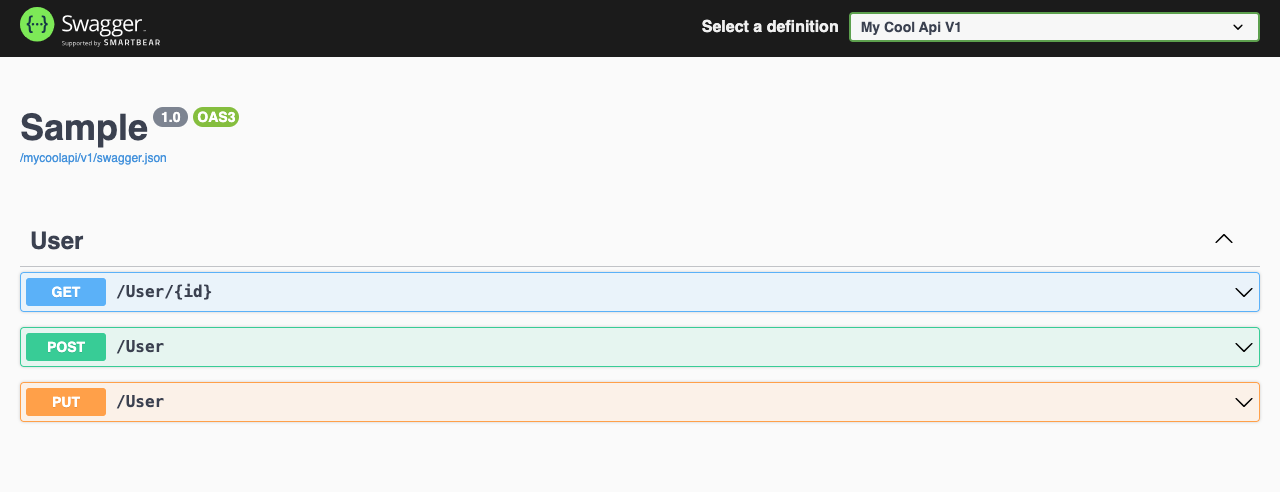 {···} Swagger
Supported by SMARTBEAR
Select a definition
My Cool Api V1
Sample 1.0 OAS3
/mycoolapi/v1/swagger.json
User
GET /User/{id}
POST /User
PUT /User